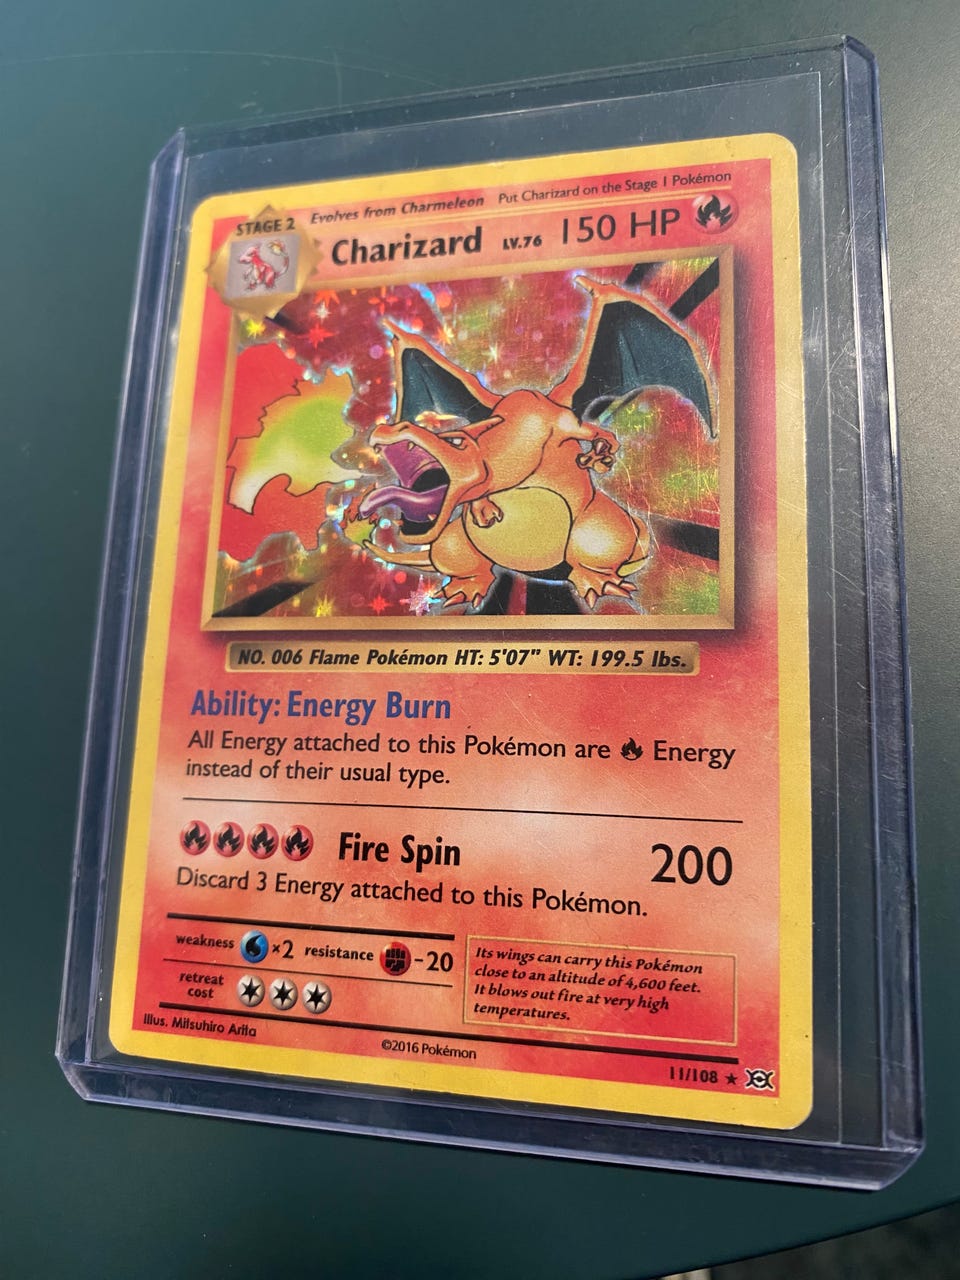 STAGE 2 Evolves from Charmeleon Put Charizard on the Stage 1 Pokémon
Charizard LV.76 150 HP
NO. 006 Flame Pokémon HT: 5'07" WT: 199.5 lbs.
Ability: Energy Burn
All Energy attached to this Pokémon are Energy
instead of their usual type.
Fire Spin 200
Discard 3 Energy attached to this Pokémon.
weakness ×2 resistance -20
retreat
cost
Its wings can carry this Pokémon
close to an altitude of 4,600 feet.
It blows out fire at very high
temperatures.
Illus. Mitsuhiro Arita
©2016 Pokémon
11/108 ★